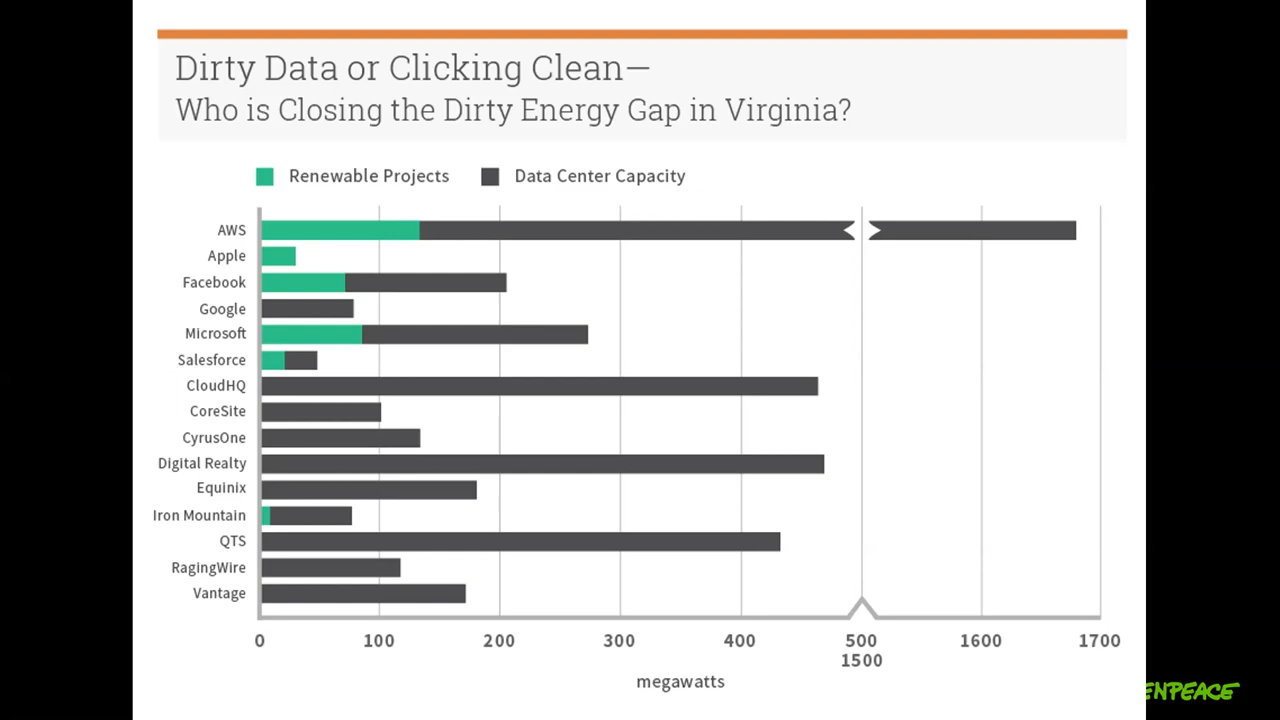 Dirty Data or Clicking Clean—
Who is Closing the Dirty Energy Gap in Virginia?
Renewable Projects Data Center Capacity
AWS
Apple
Facebook
Google
Microsoft
Salesforce
CloudHQ
CoreSite
CyrusOne
Digital Realty
Equinix
Iron Mountain
QTS
RagingWire
Vantage
0 100 200 300 400 500 1600 1700
1500
megawatts
ENPEACE